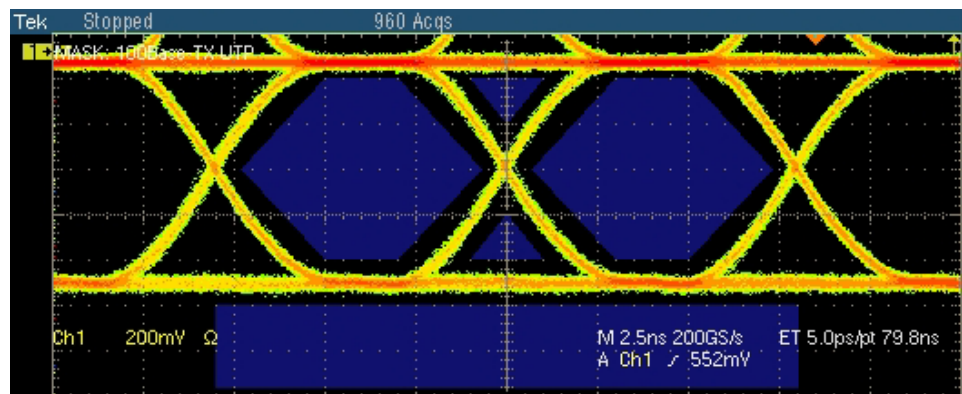 Tek Stopped 960 Acqs
1
MASK: 100Base-TX UTP
Ch1 200mV Ω M 2.5ns 200GS/s ET 5.0ps/pt 79.8ns
A Ch1 552mV